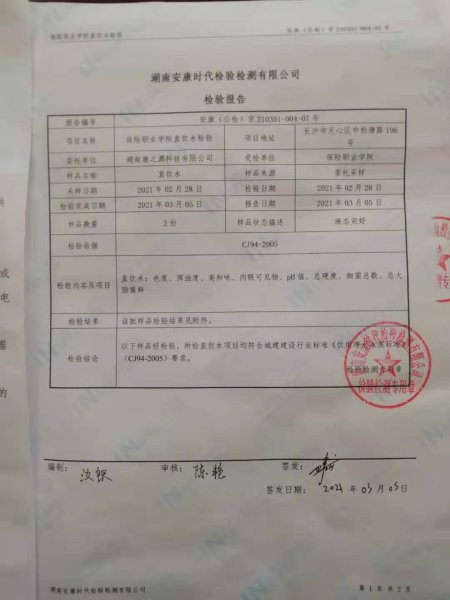 保险职业学院直饮水检验
安康（公检）字 210301-004-07 号
湖南安康时代检验检测有限公司
检验报告
报告编号 安康（公检）字 210301-004-07 号
项目名称 保险职业学院直饮水检验 项目地址 长沙市天心区中豹塘路 196 号
委托单位 湖南康之源科技有限公司 受检单位 保险职业学院
样品名称 直饮水 样品来源 委托采样
采样日期 2021 年 02 月 28 日 检验日期 2021 年 02 月 28 日
检验完成日期 2021 年 03 月 05 日 报告日期 2021 年 03 月 05 日
样品数量 2 份 样品状态描述 液态完好
检验依据 CJ94-2005
检验内容及项目 直饮水：色度、浑浊度、臭和味、肉眼可见物、pH 值、总硬度、细菌总数、总大
肠菌群
检验结果 该批样品检验结果见附件。
检验结论 以下样品经检验，所检直饮水项目均符合城建建设行业标准《饮用净水水质标准》
（CJ94-2005）要求。
检验检测专用章
编制： 审核：陈艳 签发：
签发日期： 2021 年 03 月 05 日
湖南安康时代检验检测有限公司
第 1 页 共 2 页